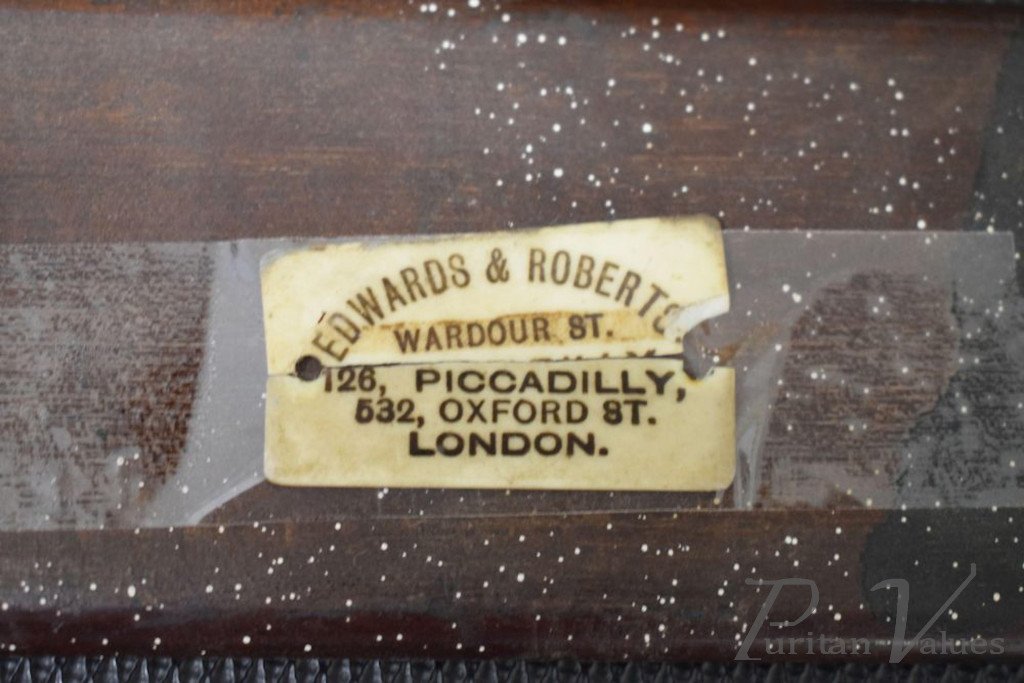 EDWARDS & ROBERTS
WARDOUR ST.
126, PICCADILLY,
532, OXFORD ST.
LONDON.
Puritan Values